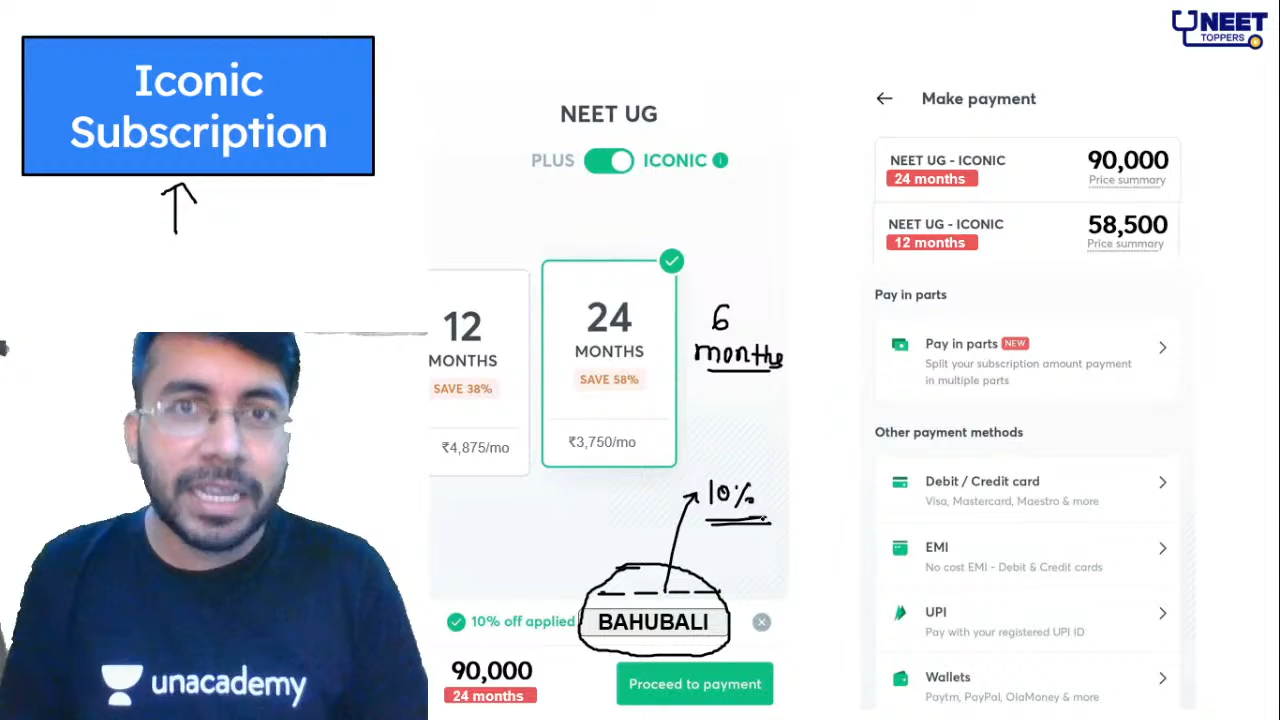 NEET
TOPPERS
Iconic
Subscription
NEET UG
PLUS ICONIC
12
MONTHS
SAVE 38%
₹4,875/mo
24
MONTHS
SAVE 58%
₹3,750/mo
6
months
10%
10% off applied
BAHUBALI
90,000
24 months
Proceed to payment
unacademy
Make payment
NEET UG - ICONIC 90,000
24 months Price summary
NEET UG - ICONIC 58,500
12 months Price summary
Pay in parts
Pay in parts NEW
Split your subscription amount payment
in multiple parts
Other payment methods
Debit / Credit card
Visa, Mastercard, Maestro & more
EMI
No cost EMI - Debit & Credit cards
UPI
Pay with your registered UPI ID
Wallets
Paytm, PayPal, OlaMoney & more